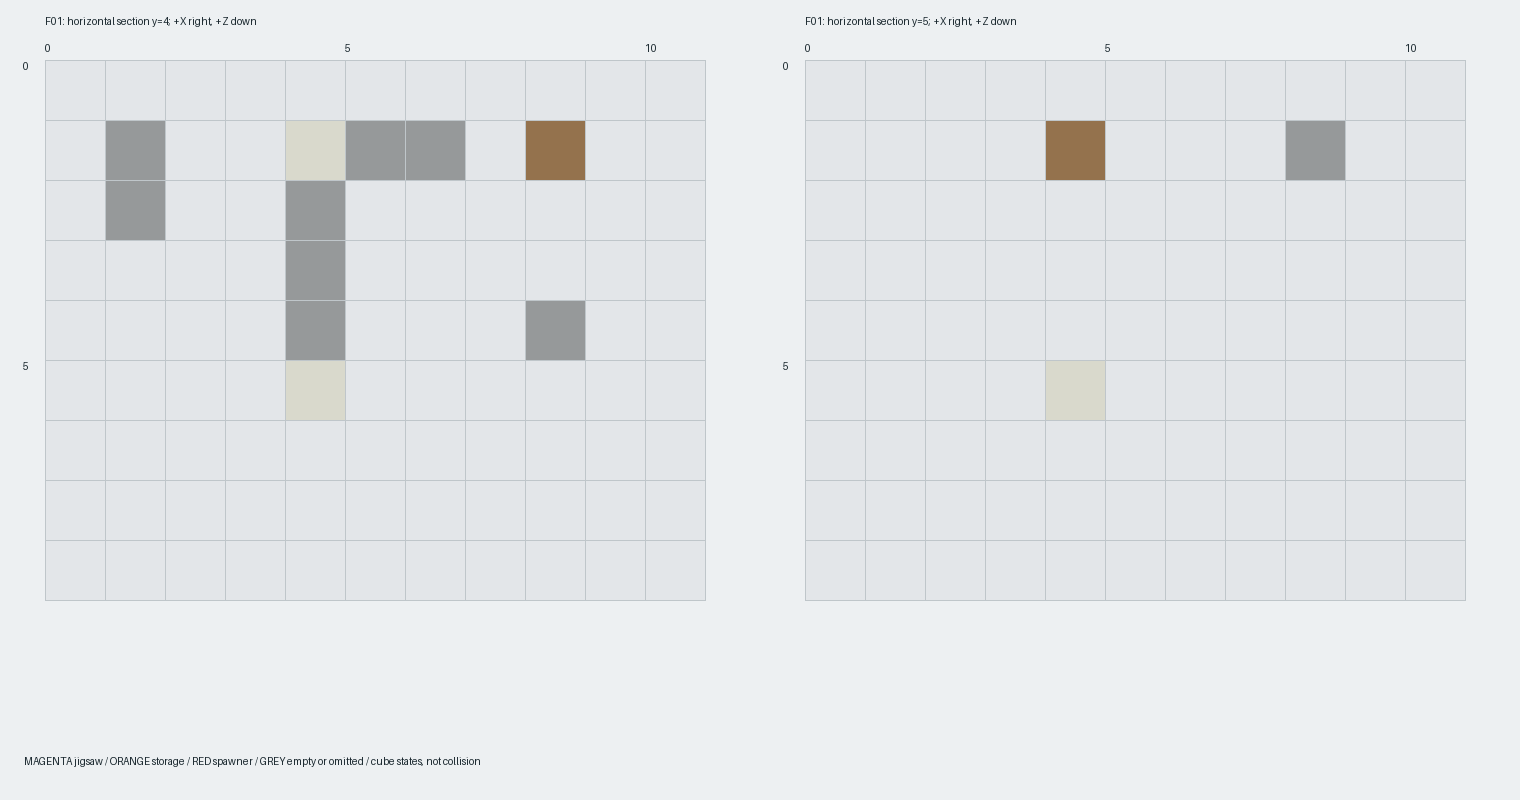 F01: horizontal section y=4; +X right, +Z down
F01: horizontal section y=5; +X right, +Z down
0 5 10
0 5 10
0
0
5
5
MAGENTA jigsaw / ORANGE storage / RED spawner / GREY empty or omitted / cube states, not collision